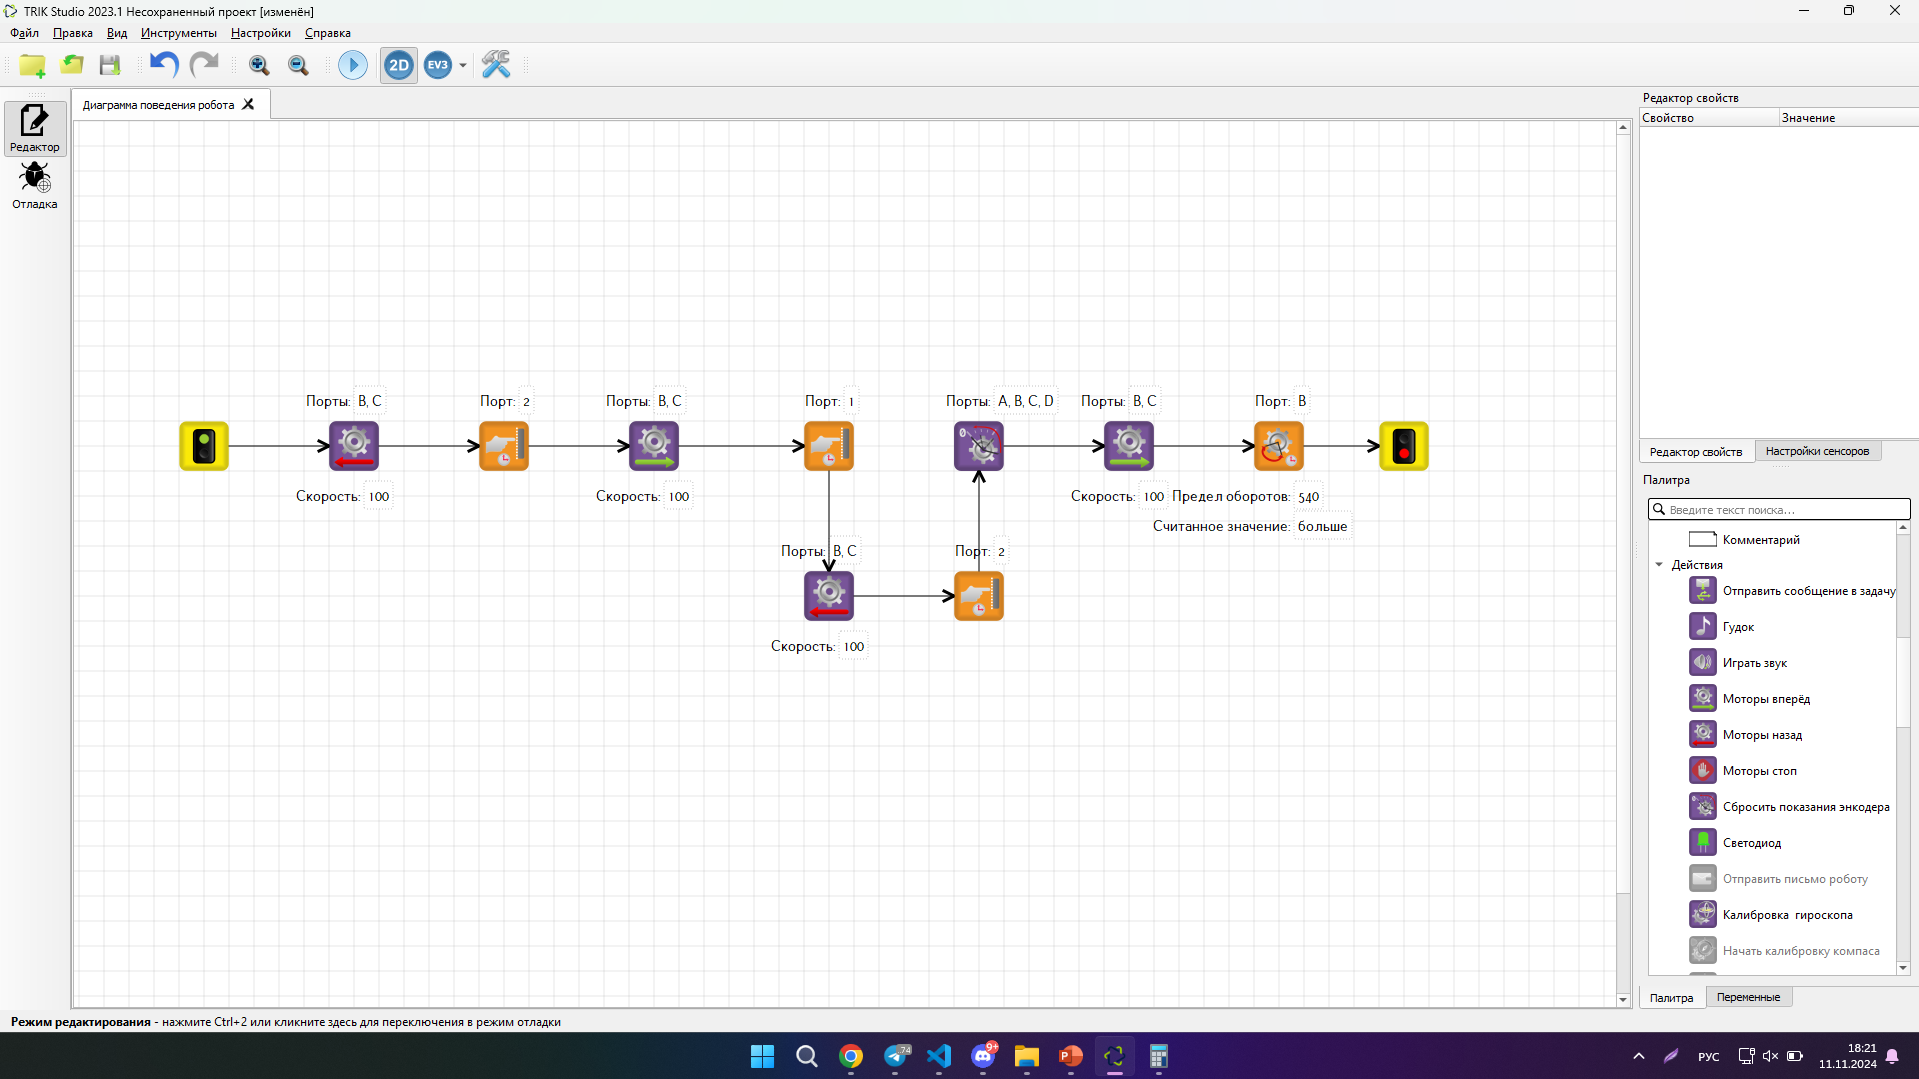 TRIK Studio 2023.1 Несохраненный проект [изменён]
Файл Правка Вид Инструменты Настройки Справка
2D EV3
Диаграмма поведения робота
Редактор
Отладка
Порты: B, C
Порт: 2
Порты: B, C
Порт: 1
Порты: A, B, C, D
Порты: B, C
Порт: B
0
Скорость: 100
Скорость: 100
Скорость: 100
Предел оборотов: 540
Считанное значение: больше
Порты: B, C
Порт: 2
Скорость: 100
Редактор свойств
Свойство Значение
Редактор свойств Настройки сенсоров
Палитра
Введите текст поиска...
Комментарий
Действия
Отправить сообщение в задачу
Гудок
Играть звук
Моторы вперёд
Моторы назад
Моторы стоп
Сбросить показания энкодера
Светодиод
Отправить письмо роботу
Калибровка гироскопа
Начать калибровку компаса
Палитра Переменные
Режим редактирования - нажмите Ctrl+2 или кликните здесь для переключения в режим отладки
74
9+
РУС
18:21
11.11.2024